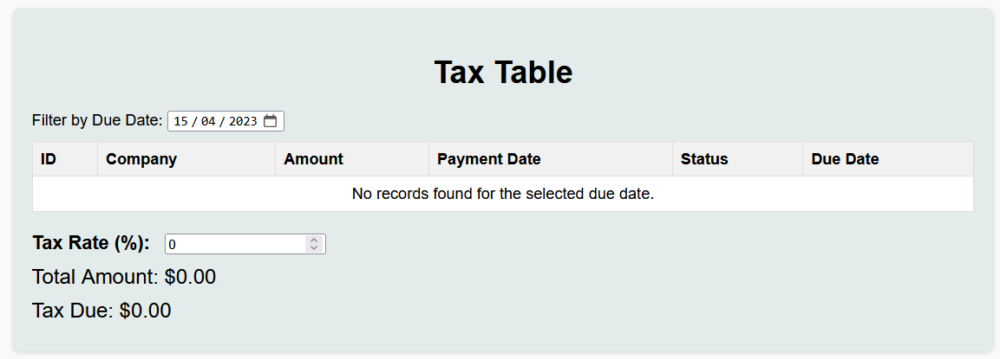 Tax Table
Filter by Due Date: 15 / 04 / 2023
ID Company Amount Payment Date Status Due Date
No records found for the selected due date.
Tax Rate (%): 0
Total Amount: $0.00
Tax Due: $0.00